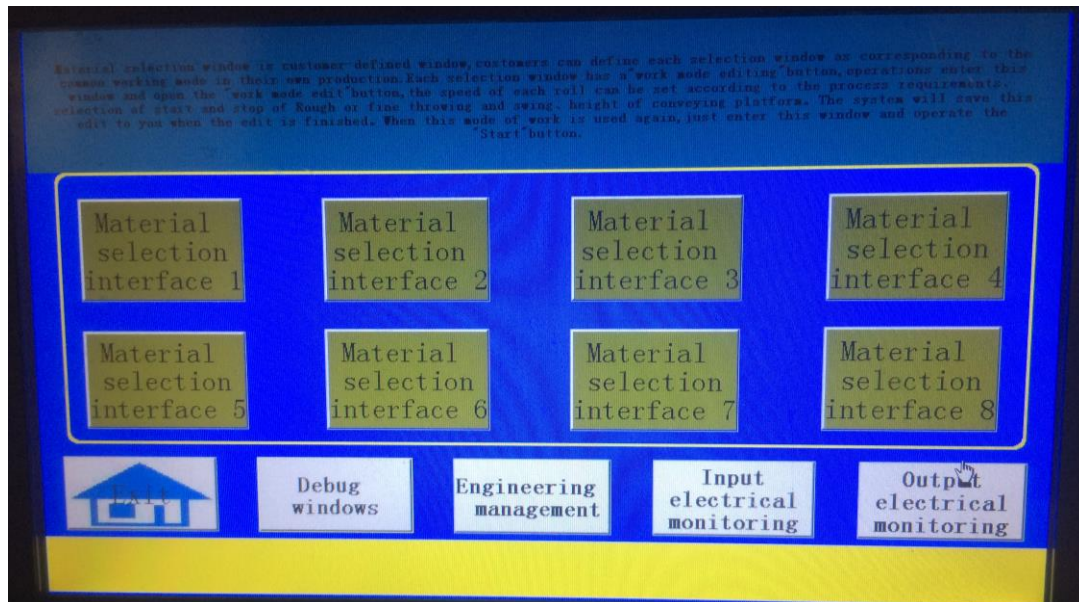 Material selection window is customer defined window,customers can define each selection window as corresponding to the
common working mode in their own production.Each selection window has a"work mode editing"button,operations enter this
window and open the "work mode edit"button,the speed of each roll can be set according to the process requirements.
selection of start and stop of Rough or fine throwing and swing. height of conveying platform. The system will save this
edit to you when the edit is finished. When this mode of work is used again,just enter this window and operate the
"Start"button.
Material
selection
interface 1
Material
selection
interface 2
Material
selection
interface 3
Material
selection
interface 4
Material
selection
interface 5
Material
selection
interface 6
Material
selection
interface 7
Material
selection
interface 8
Exit
Debug
windows
Engineering
management
Input
electrical
monitoring
Output
electrical
monitoring